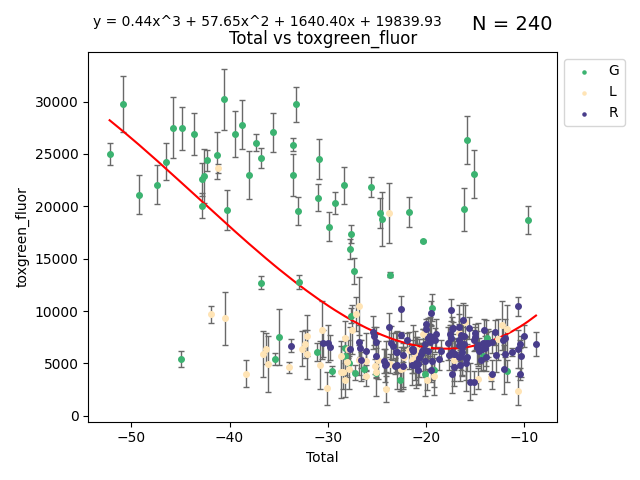 y = 0.44x^3 + 57.65x^2 + 1640.40x + 19839.93
N = 240
Total vs toxgreen_fluor
30000
25000
20000
15000
10000
5000
0
toxgreen_fluor
−50
−40
−30
−20
−10
Total
G
L
R